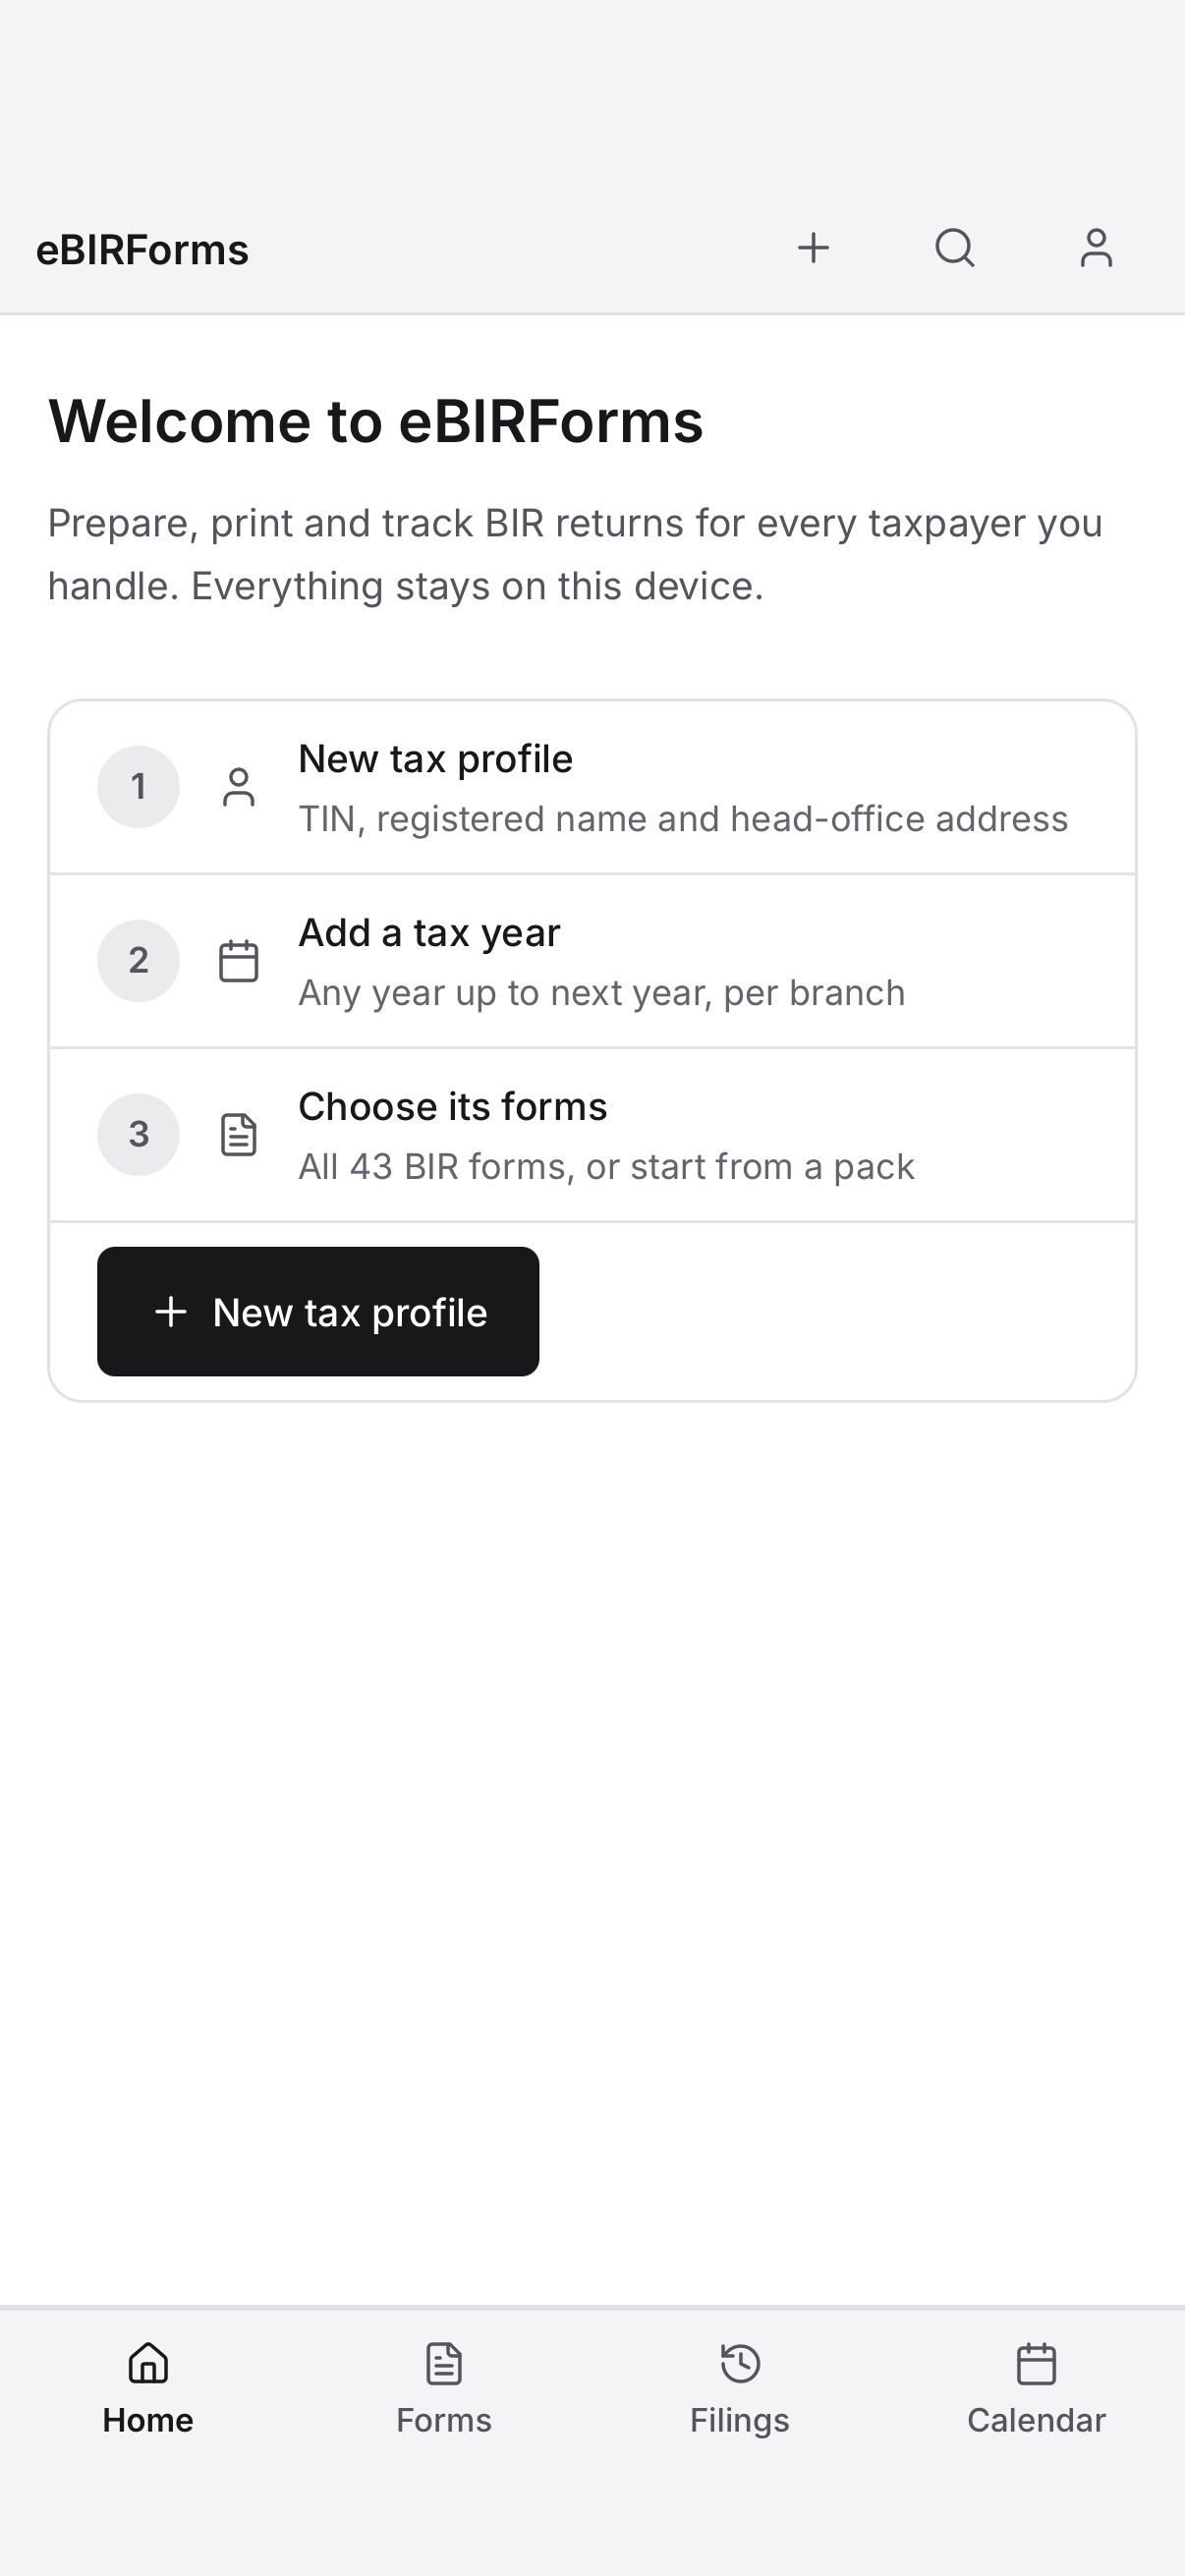 eBIRForms
Welcome to eBIRForms
Prepare, print and track BIR returns for every taxpayer you
handle. Everything stays on this device.
1
New tax profile
TIN, registered name and head-office address
2
Add a tax year
Any year up to next year, per branch
3
Choose its forms
All 43 BIR forms, or start from a pack
New tax profile
Home Forms Filings Calendar